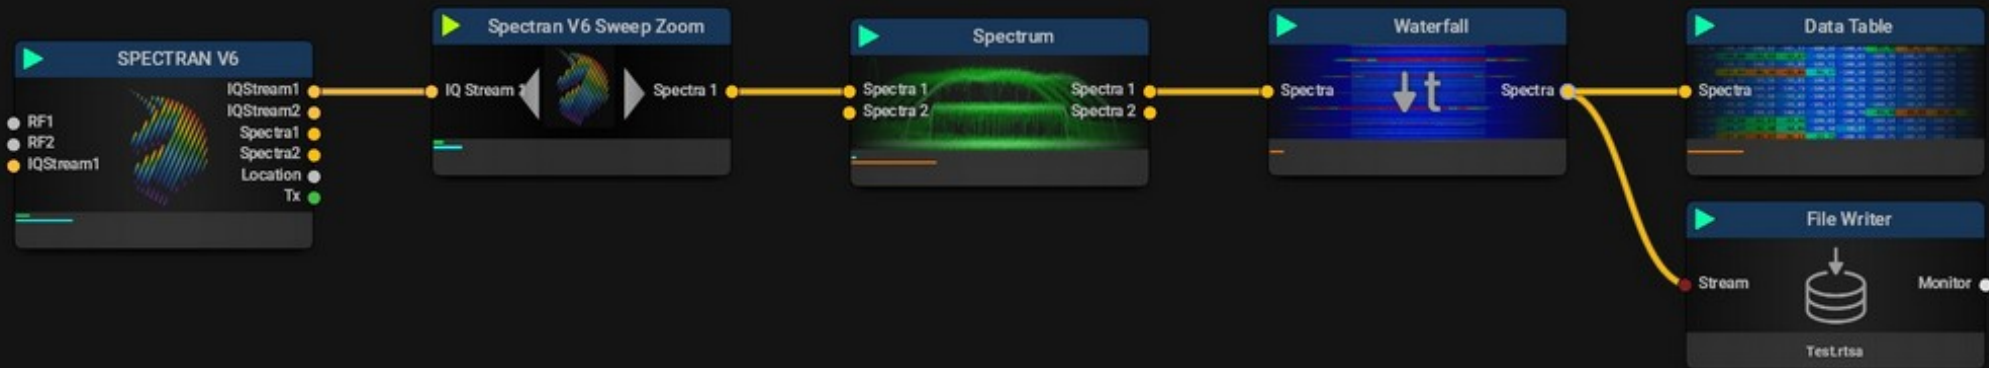 SPECTRAN V6
IQStream1
IQStream2
Spectra1
Spectra2
Location
Tx
RF1
RF2
IQStream1
Spectran V6 Sweep Zoom
IQ Stream
Spectra 1
Spectrum
Spectra 1
Spectra 2
Spectra 1
Spectra 2
Waterfall
Spectra
t
Spectra
Data Table
Spectra
File Writer
Stream
Monitor
Test.rtsa